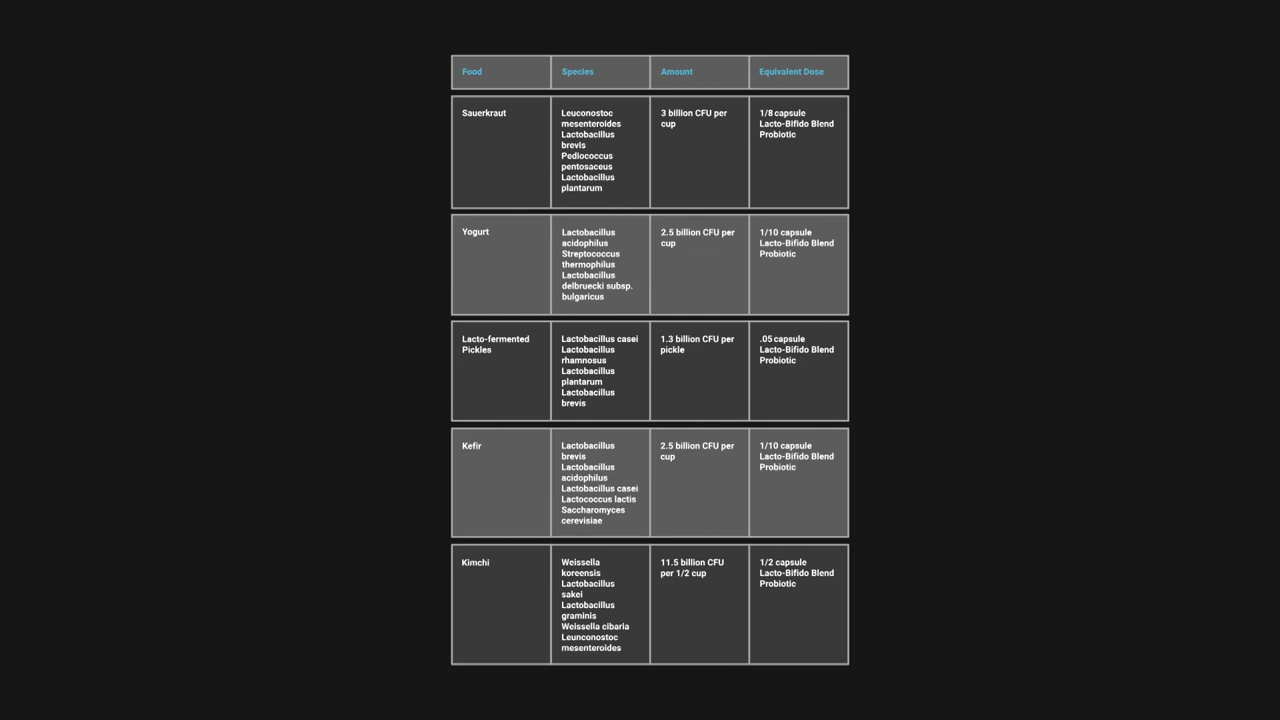 Food
Species
Amount
Equivalent Dose
Sauerkraut
Leuconostoc
mesenteroides
Lactobacillus
brevis
Pediococcus
pentosaceus
Lactobacillus
plantarum
3 billion CFU per
cup
1/8 capsule
Lacto-Bifido Blend
Probiotic
Yogurt
Lactobacillus
acidophilus
Streptococcus
thermophilus
Lactobacillus
delbruecki subsp.
bulgaricus
2.5 billion CFU per
cup
1/10 capsule
Lacto-Bifido Blend
Probiotic
Lacto-fermented
Pickles
Lactobacillus casei
Lactobacillus
rhamnosus
Lactobacillus
plantarum
Lactobacillus
brevis
1.3 billion CFU per
pickle
.05 capsule
Lacto-Bifido Blend
Probiotic
Kefir
Lactobacillus
brevis
Lactobacillus
acidophilus
Lactobacillus casei
Lactococcus lactis
Saccharomyces
cerevisiae
2.5 billion CFU per
cup
1/10 capsule
Lacto-Bifido Blend
Probiotic
Kimchi
Weissella
koreensis
Lactobacillus
sakei
Lactobacillus
graminis
Weissella cibaria
Leunconostoc
mesenteroides
11.5 billion CFU
per 1/2 cup
1/2 capsule
Lacto-Bifido Blend
Probiotic